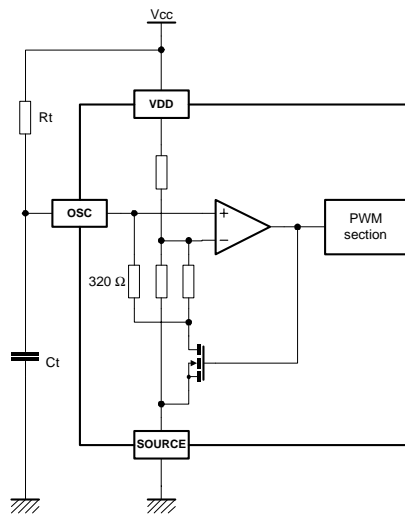 Vcc
VDD
Rt
OSC
+
−
PWM
section
320 Ω
Ct
SOURCE